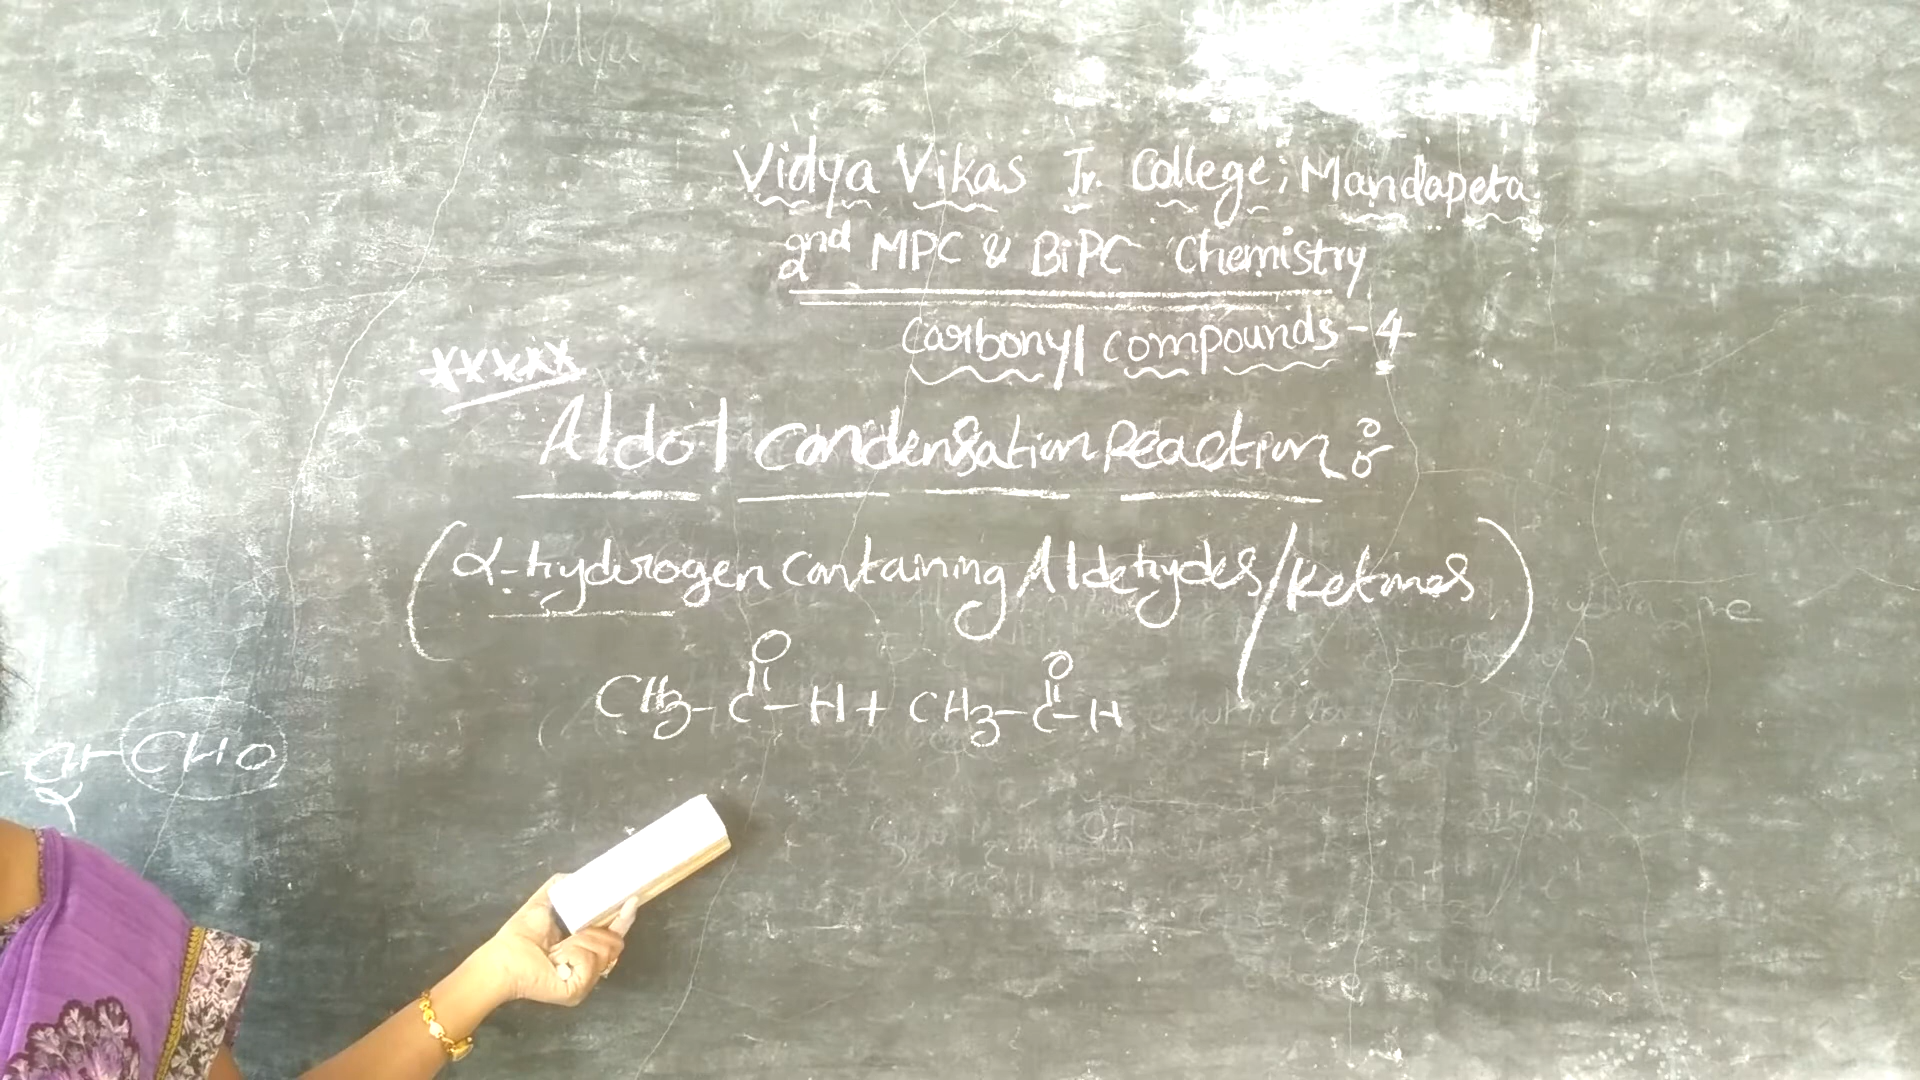 Vidya Vikas Jr. College; Mandapeta.
2nd MPC & BiPC Chemistry
Carbonyl compounds - 4
xxxxx
Aldol condensation Reaction :
(α-hydrogen containing Aldehydes/ketones)
O O
CH3 - C - H + CH3 - C - H
CHO
α